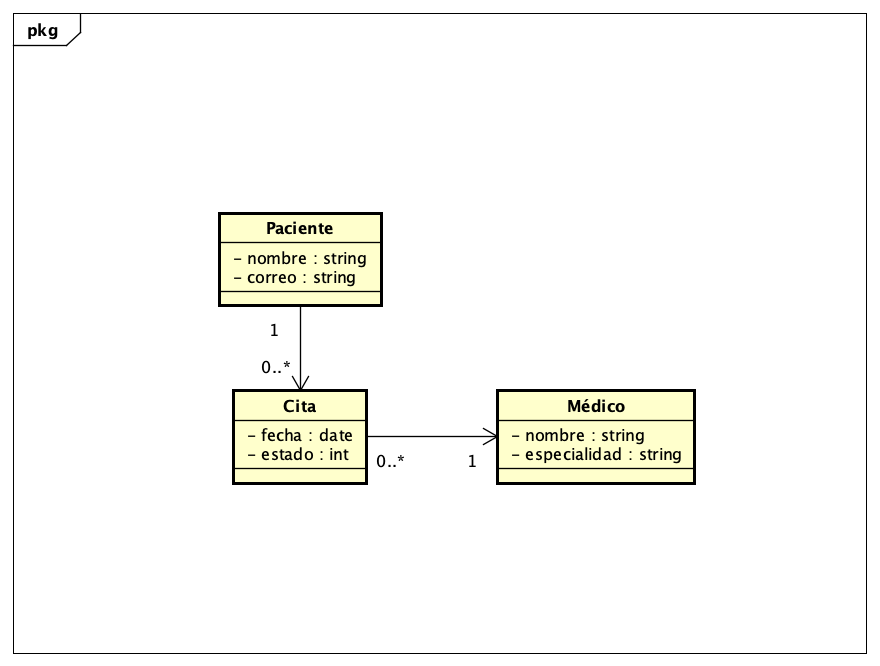 pkg
Paciente
- nombre : string
- correo : string
1
0..*
Cita
- fecha : date
- estado : int
0..*
1
Médico
- nombre : string
- especialidad : string